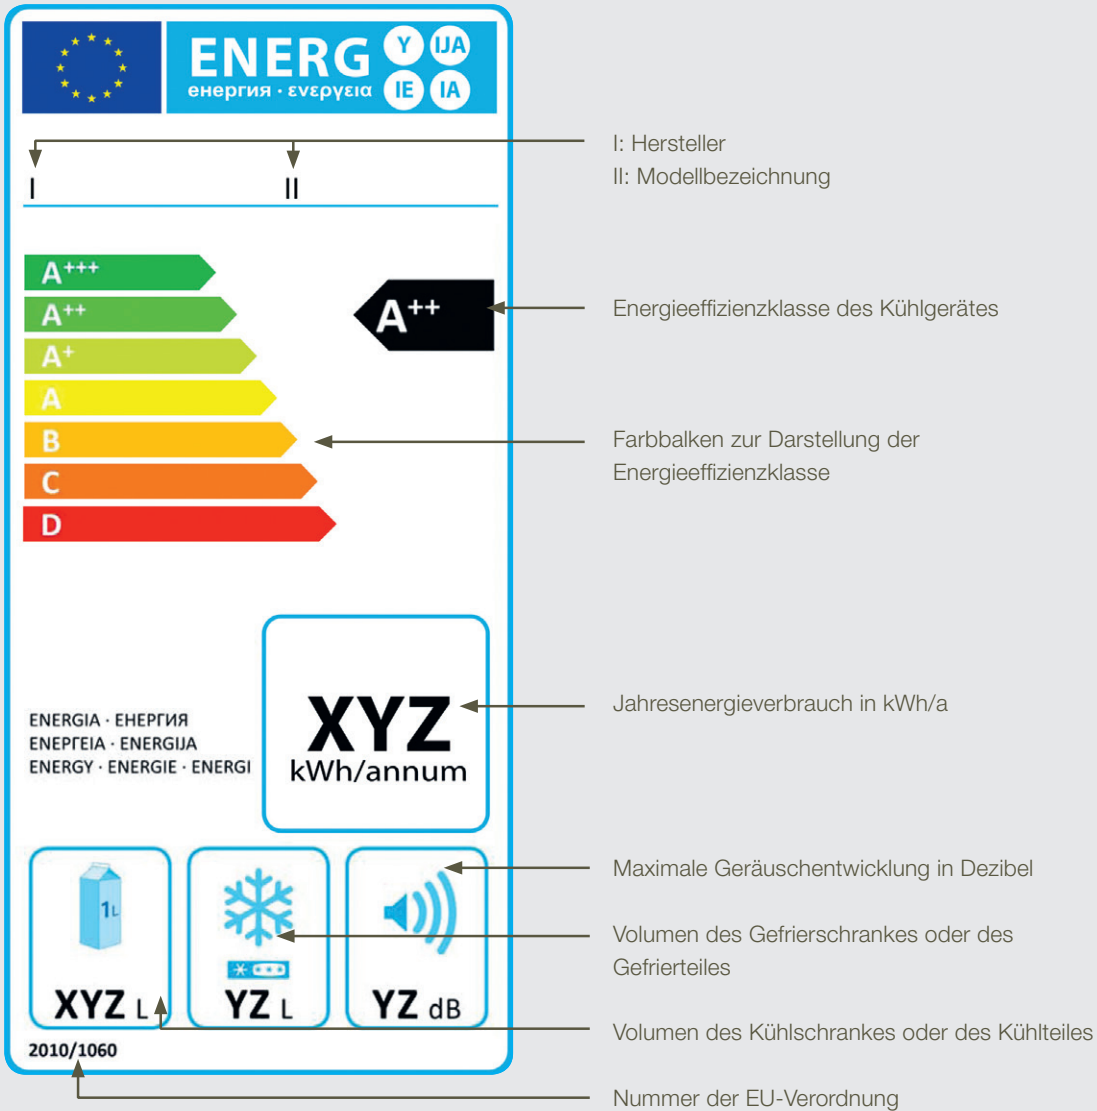 ENERG Y IJA
енергия · ενεργεια IE IA
I: Hersteller
II: Modellbezeichnung
I II
A+++
A++
A++
Energieeffizienzklasse des Kühlgerätes
A+
A
B
Farbbalken zur Darstellung der
Energieeffizienzklasse
C
D
ENERGIA · ЕНЕРГИЯ
ΕΝΕΡΓΕΙΑ · ENERGIJA
ENERGY · ENERGIE · ENERGI
XYZ
kWh/annum
Jahresenergieverbrauch in kWh/a
1L
XYZ L
YZ L
YZ dB
Maximale Geräuschentwicklung in Dezibel
Volumen des Gefrierschrankes oder des
Gefrierteiles
Volumen des Kühlschrankes oder des Kühlteiles
2010/1060
Nummer der EU-Verordnung